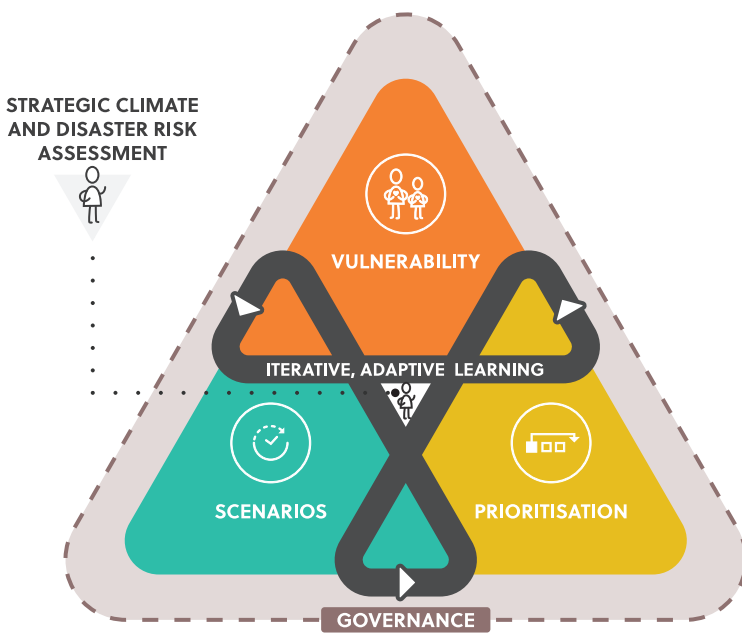 STRATEGIC CLIMATE
AND DISASTER RISK
ASSESSMENT
VULNERABILITY
ITERATIVE, ADAPTIVE LEARNING
SCENARIOS
PRIORITISATION
GOVERNANCE